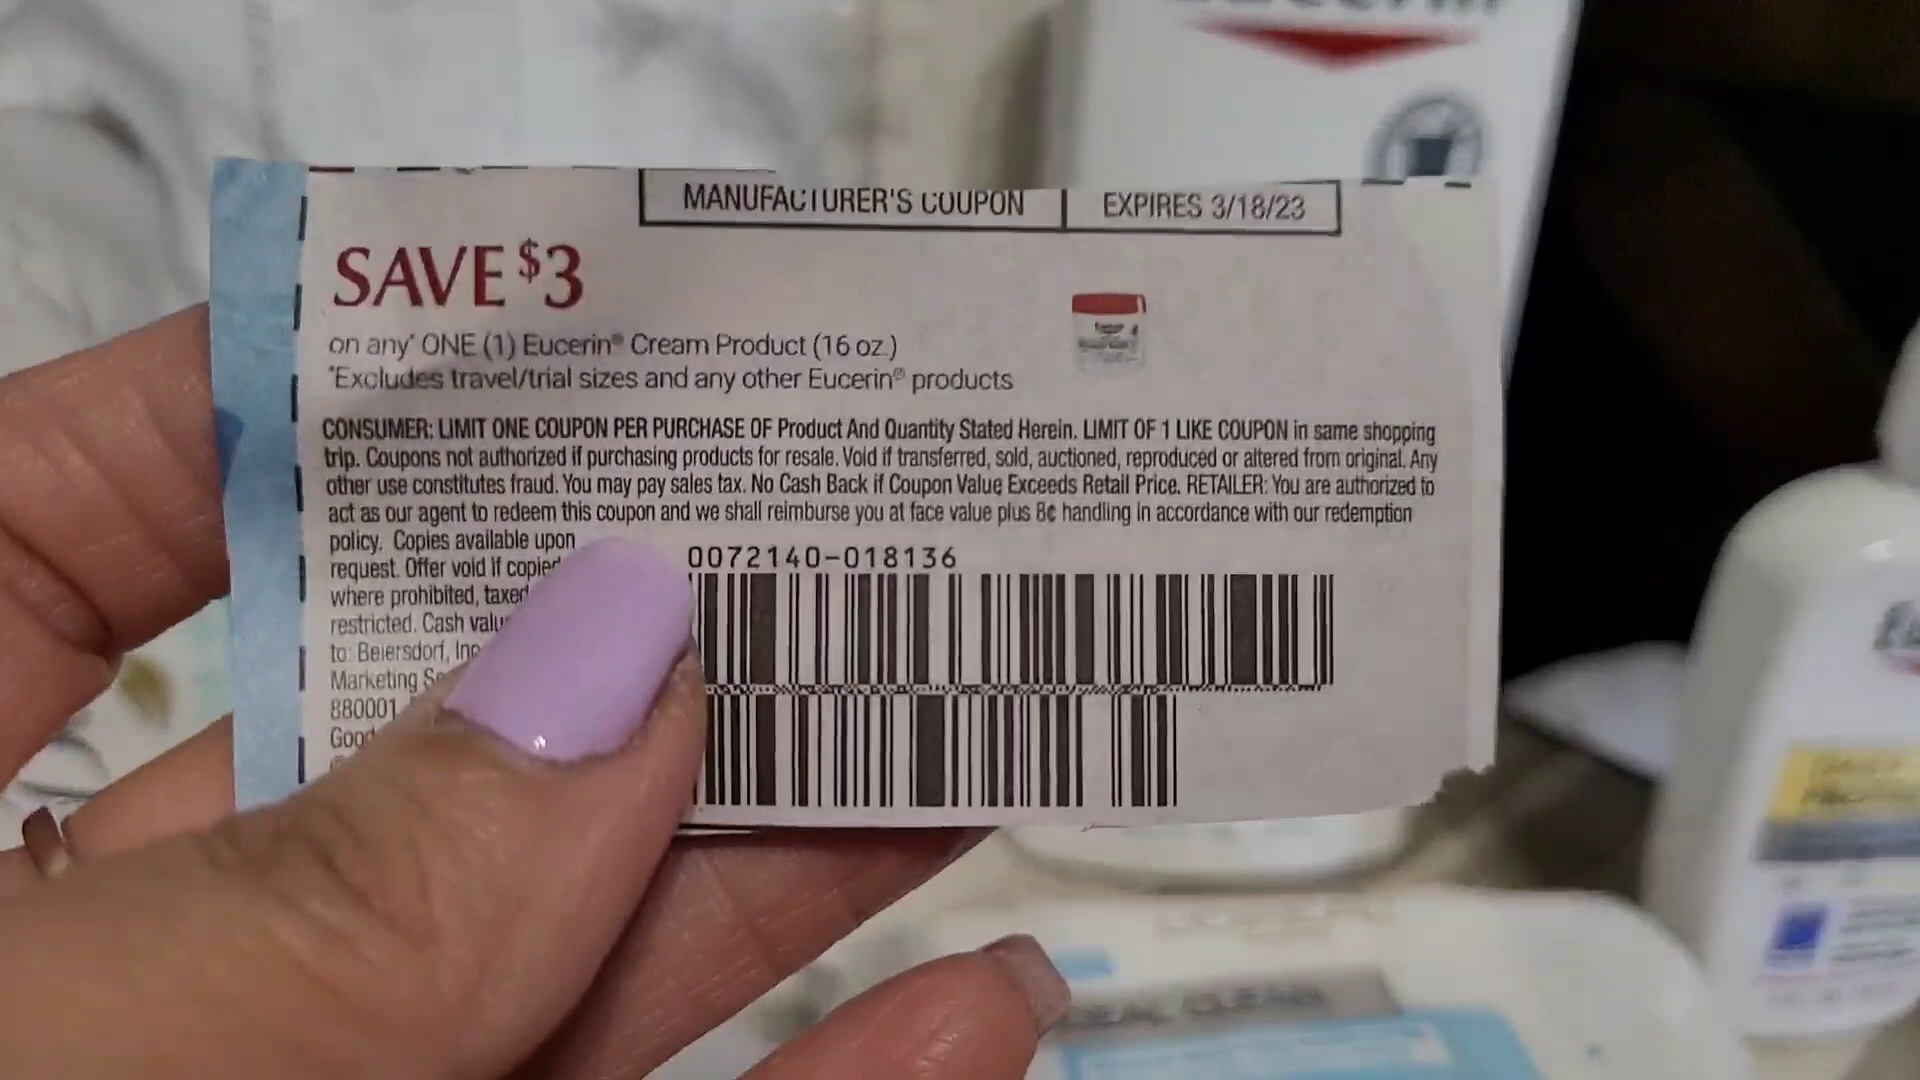 MANUFACTURER'S COUPON
EXPIRES 3/18/23
SAVE $3
on any* ONE (1) Eucerin® Cream Product (16 oz.)
*Excludes travel/trial sizes and any other Eucerin® products
CONSUMER: LIMIT ONE COUPON PER PURCHASE OF Product And Quantity Stated Herein. LIMIT OF 1 LIKE COUPON in same shopping
trip. Coupons not authorized if purchasing products for resale. Void if transferred, sold, auctioned, reproduced or altered from original. Any
other use constitutes fraud. You may pay sales tax. No Cash Back if Coupon Value Exceeds Retail Price. RETAILER: You are authorized to
act as our agent to redeem this coupon and we shall reimburse you at face value plus 8¢ handling in accordance with our redemption
policy. Copies available upon
request. Offer void if copied
where prohibited, taxed
restricted. Cash
to: Beiersdorf, Inc
Marketing
880001
0072140-018136